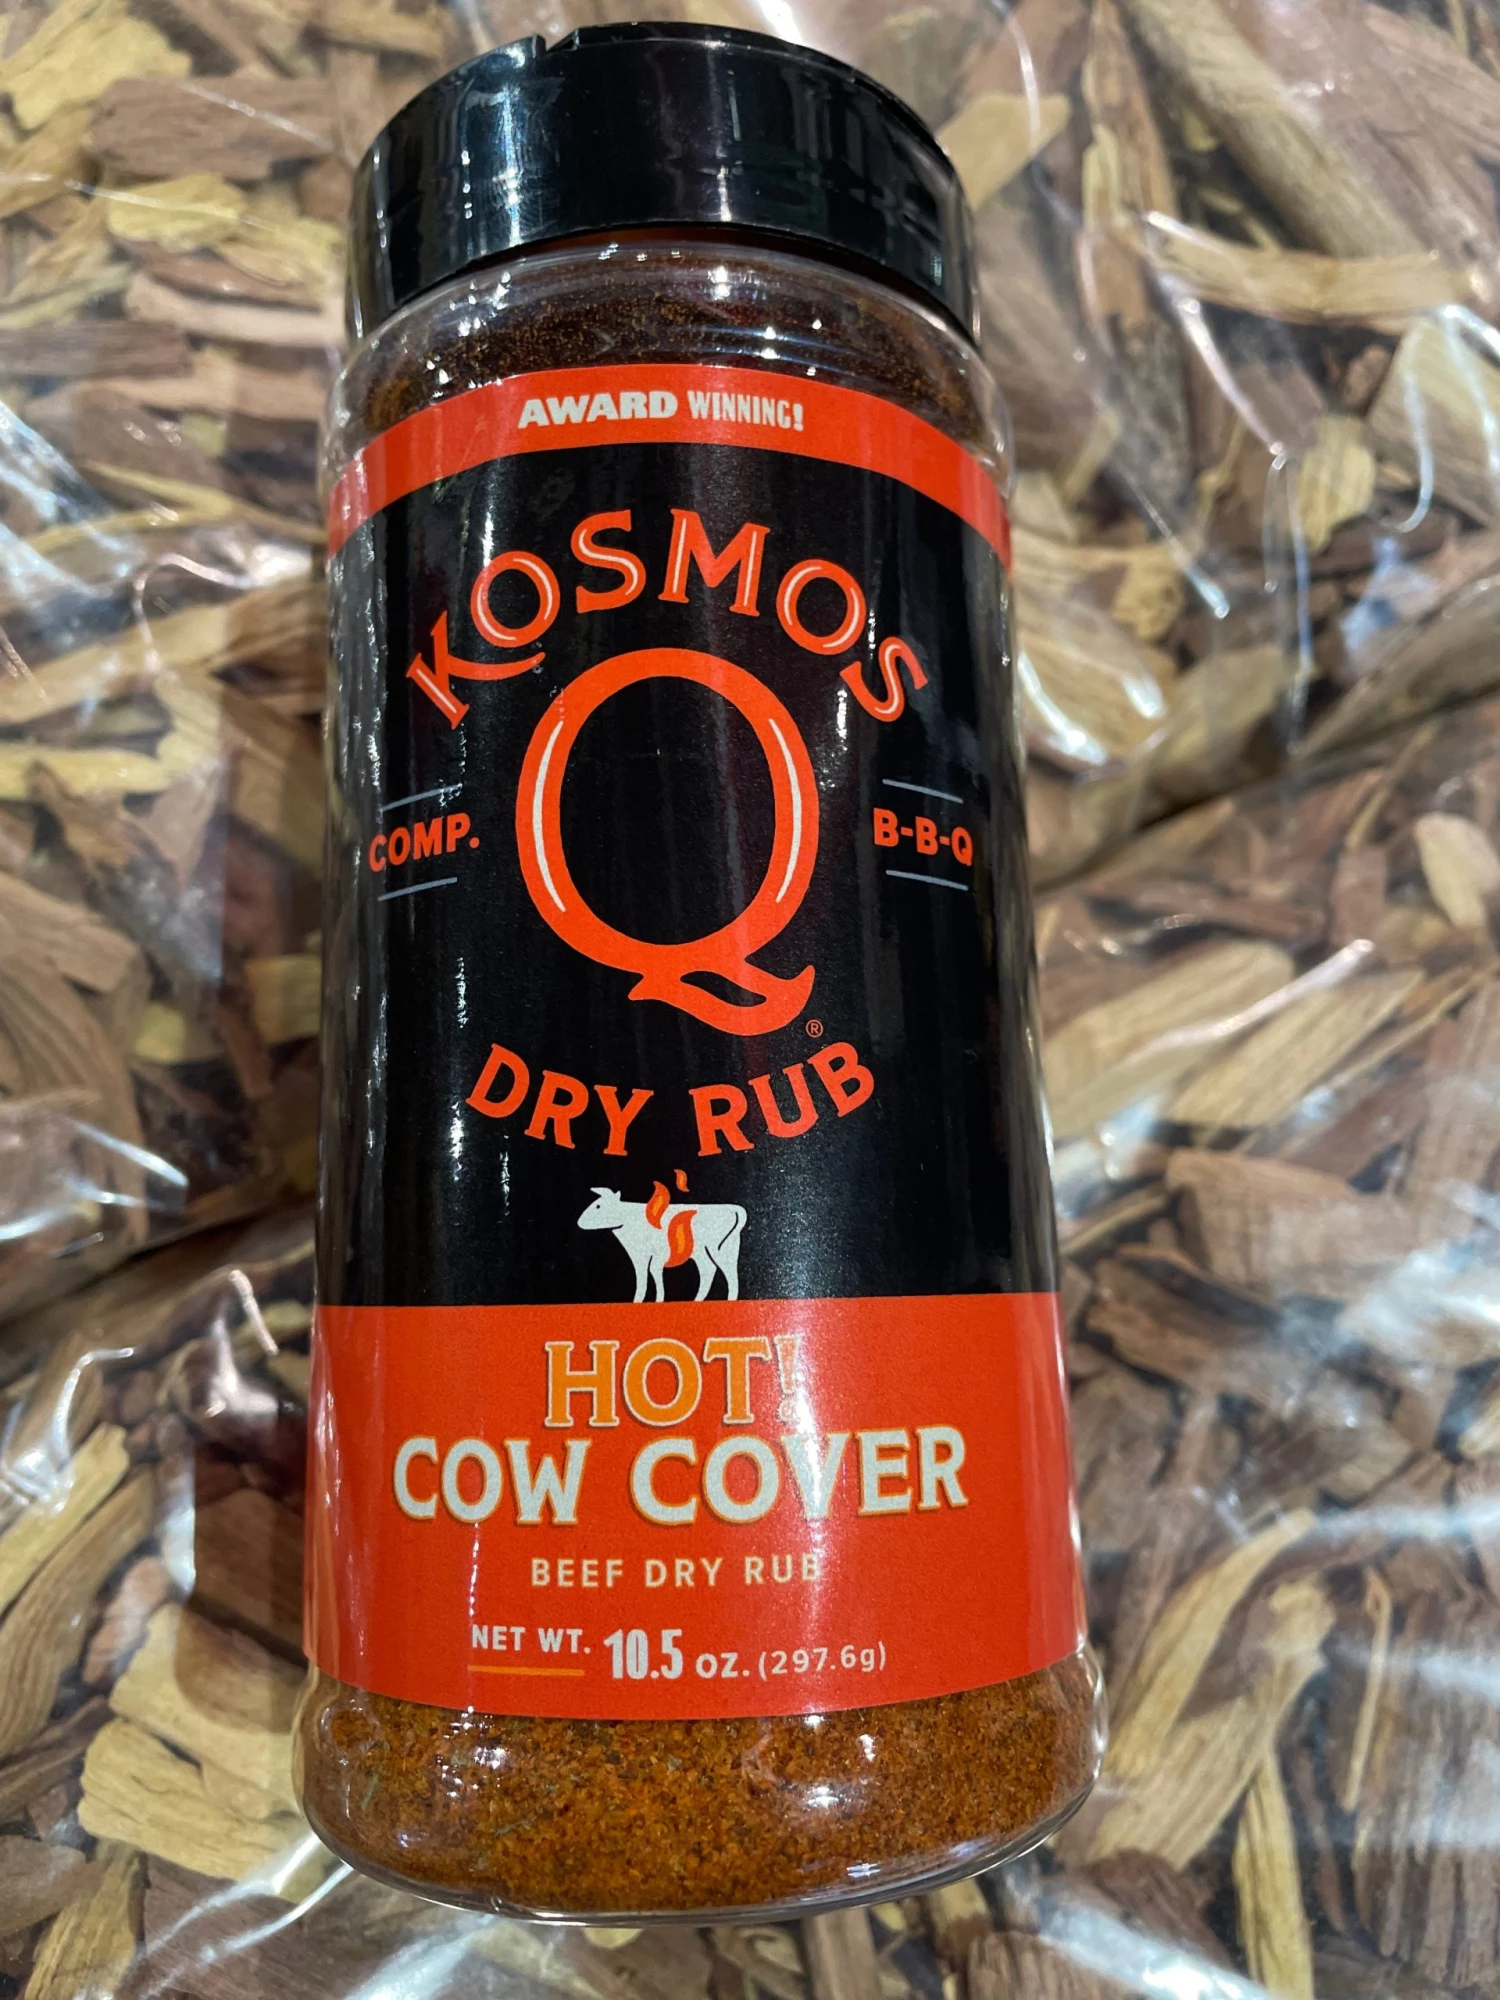 AWARD WINNING!
KOSMOS
Q
COMP.
B-B-Q
®
DRY RUB
HOT!
COW COVER
BEEF DRY RUB
NET WT. 10.5 oz. (297.6g)